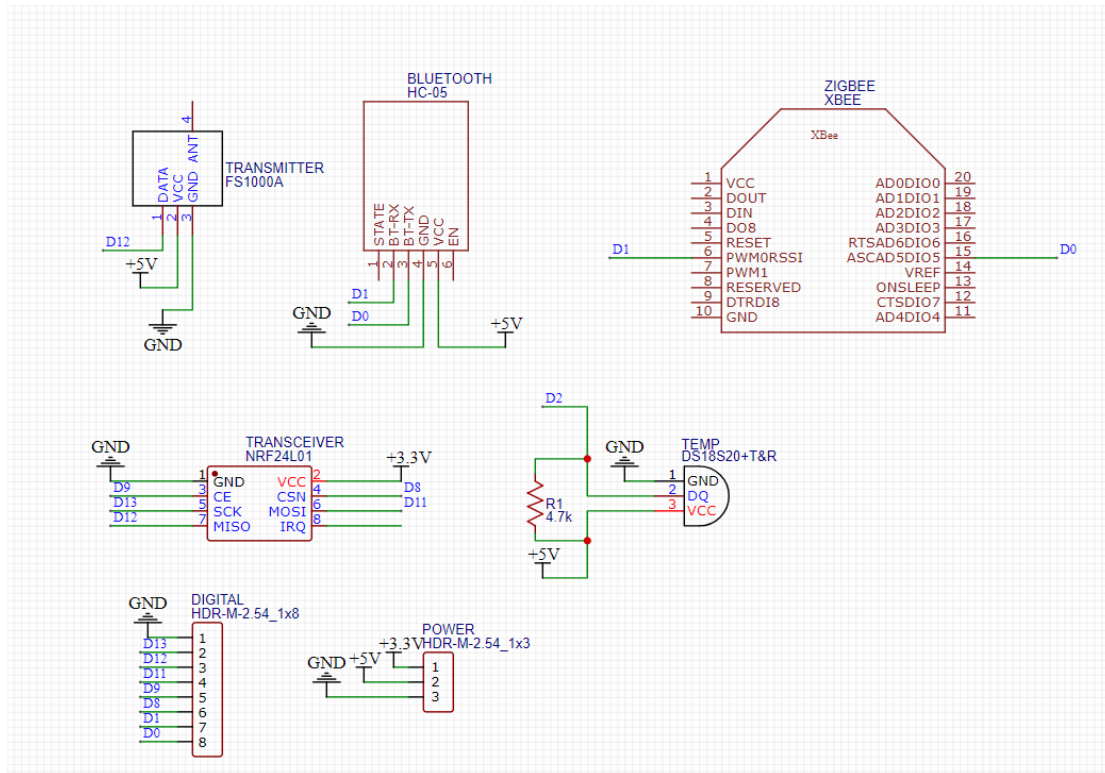 TRANSMITTER
FS1000A
1 DATA
2 VCC
3 GND
4 ANT
D12
+5V
GND
BLUETOOTH
HC-05
1 STATE
2 BT-RX
3 BT-TX
4 GND
5 VCC
6 EN
D1
D0
GND
+5V
ZIGBEE
XBEE
XBee
1 VCC AD0DIO0 20
2 DOUT AD1DIO1 19
3 DIN AD2DIO2 18
4 DO8 AD3DIO3 17
5 RESET RTSAD6DIO6 16
D1 6 PWM0RSSI ASCAD5DIO5 15 D0
7 PWM1 VREF 14
8 RESERVED ONSLEEP 13
9 DTRDI8 CTSDIO7 12
10 GND AD4DIO4 11
TRANSCEIVER
NRF24L01
GND
+3.3V
1 GND VCC 2
D9 3 CE CSN 4 D8
D13 5 SCK MOSI 6 D11
D12 7 MISO IRQ 8
D2
R1
4.7k
+5V
GND
TEMP
DS18S20+T&R
1 GND
2 DQ
3 VCC
DIGITAL
HDR-M-2.54_1x8
GND
1
D13 2
D12 3
D11 4
D9 5
D8 6
D1 7
D0 8
POWER
HDR-M-2.54_1x3
+3.3V
+5V
GND
1
2
3